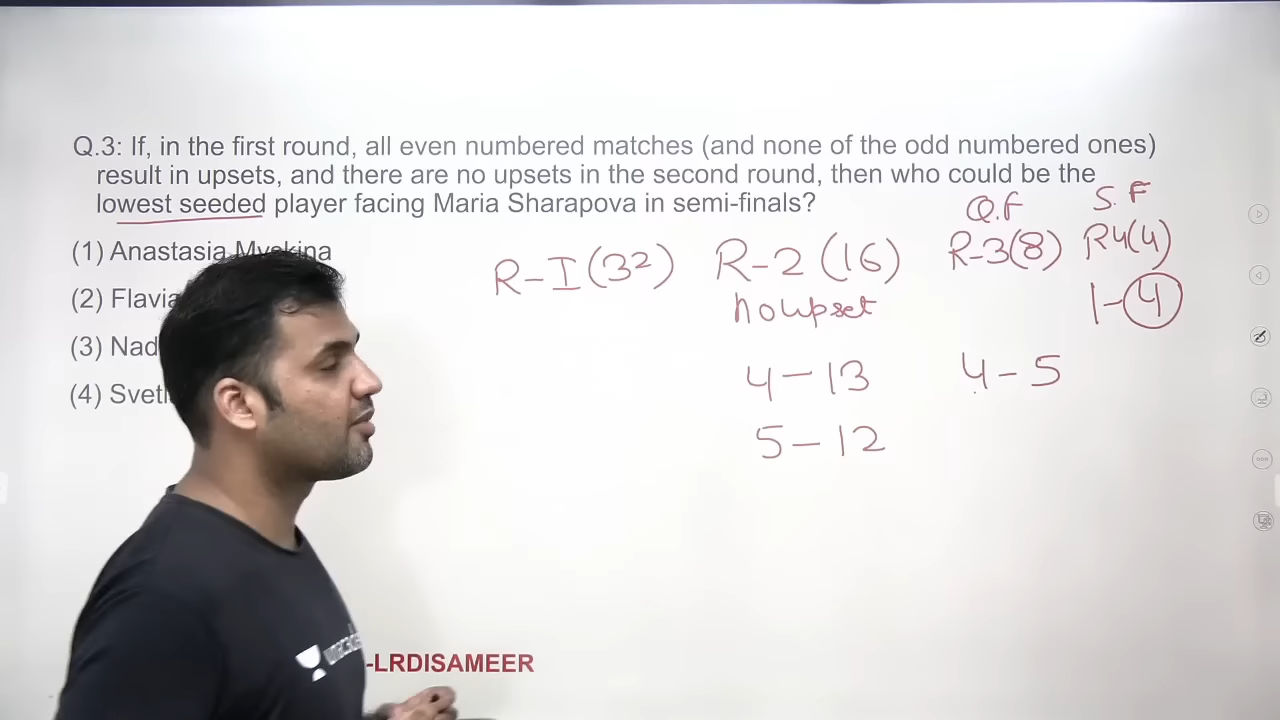 Q.3: If, in the first round, all even numbered matches (and none of the odd numbered ones)
result in upsets, and there are no upsets in the second round, then who could be the
lowest seeded player facing Maria Sharapova in semi-finals?
(1) Anastasia Myskina
(2) Flavia
(3) Nad
(4) Svetl
Q.F S.F
R-I(32) R-2(16) R-3(8) R4(4)
no upset 1-4
4-13 4-5
5-12
-LRDISAMEER